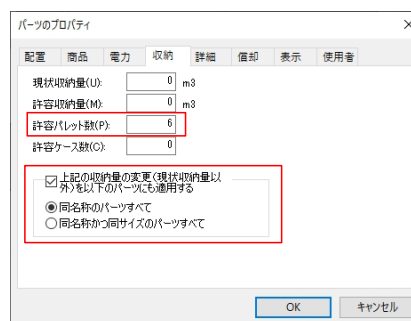 パーツのプロパティ
配置 商品 電力 収納 詳細 償却 表示 使用者
現状収納量(U): 0 m3
許容収納量(M): 0 m3
許容パレット数(P): 6
許容ケース数(C): 0
上記の収納量の変更(現状収納量以
外)を以下のパーツにも適用する
同名称のパーツすべて
同名称かつ同サイズのパーツすべて
OK キャンセル